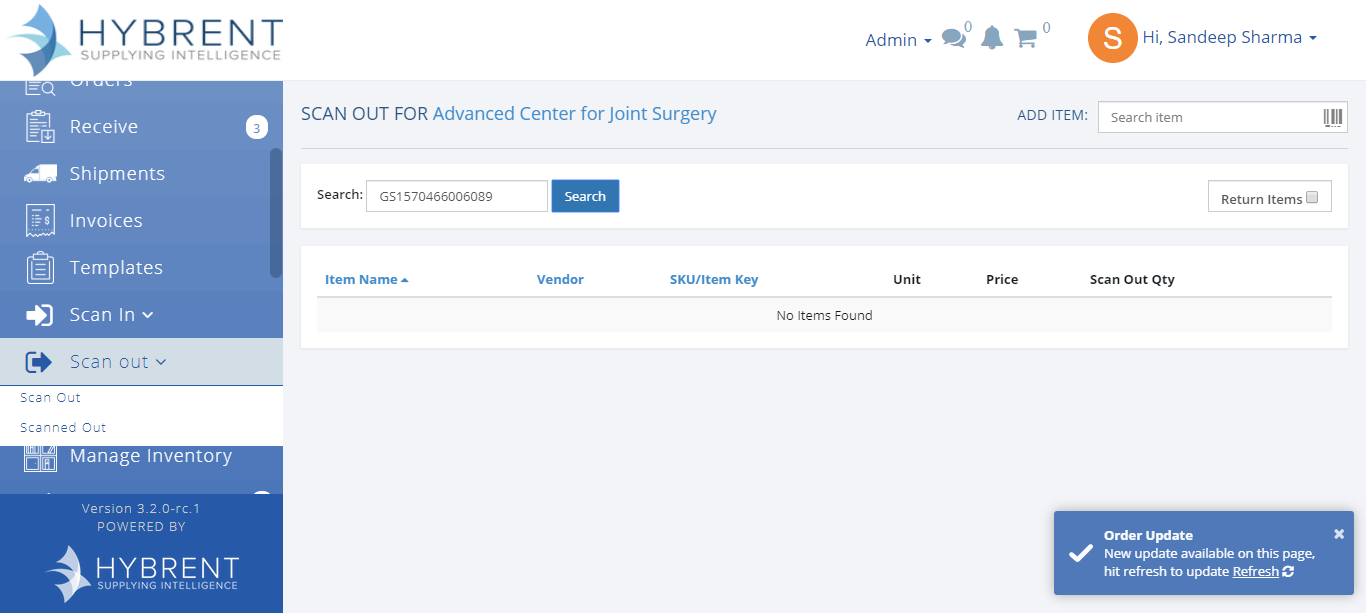 HYBRENT
SUPPLYING INTELLIGENCE
Admin
0
0
S
Hi, Sandeep Sharma
Orders
Receive
3
Shipments
Invoices
Templates
Scan In
Scan out
Scan Out
Scanned Out
Manage Inventory
Version 3.2.0-rc.1
POWERED BY
HYBRENT
SUPPLYING INTELLIGENCE
SCAN OUT FOR Advanced Center for Joint Surgery
ADD ITEM: Search item
Search: GS1570466006089 Search
Return Items
Item Name Vendor SKU/Item Key Unit Price Scan Out Qty
No Items Found
Order Update
New update available on this page,
hit refresh to update Refresh